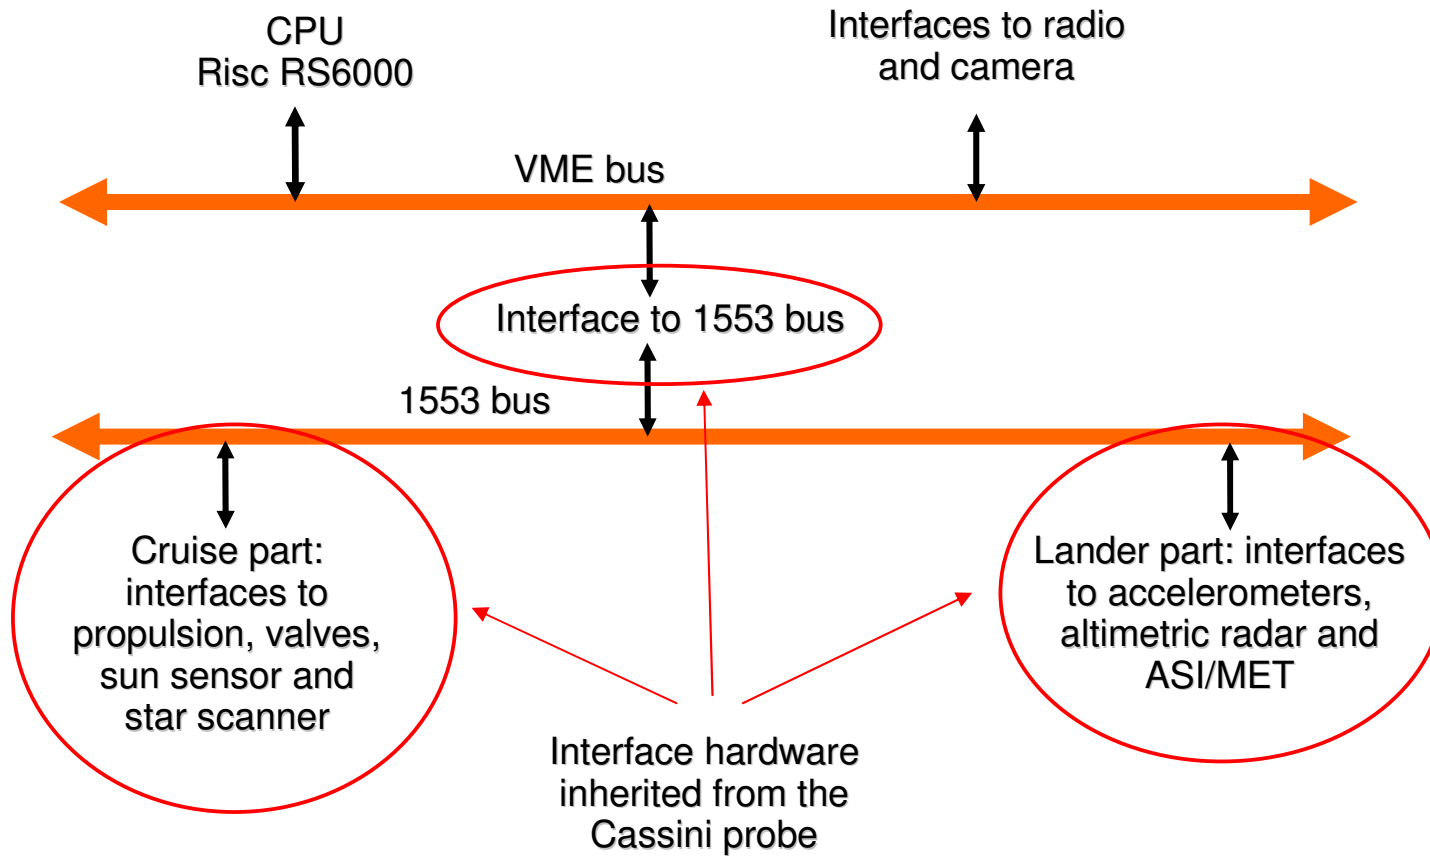 CPU
Risc RS6000
Interfaces to radio
and camera
VME bus
Interface to 1553 bus
1553 bus
Cruise part:
interfaces to
propulsion, valves,
sun sensor and
star scanner
Lander part: interfaces
to accelerometers,
altimetric radar and
ASI/MET
Interface hardware
inherited from the
Cassini probe